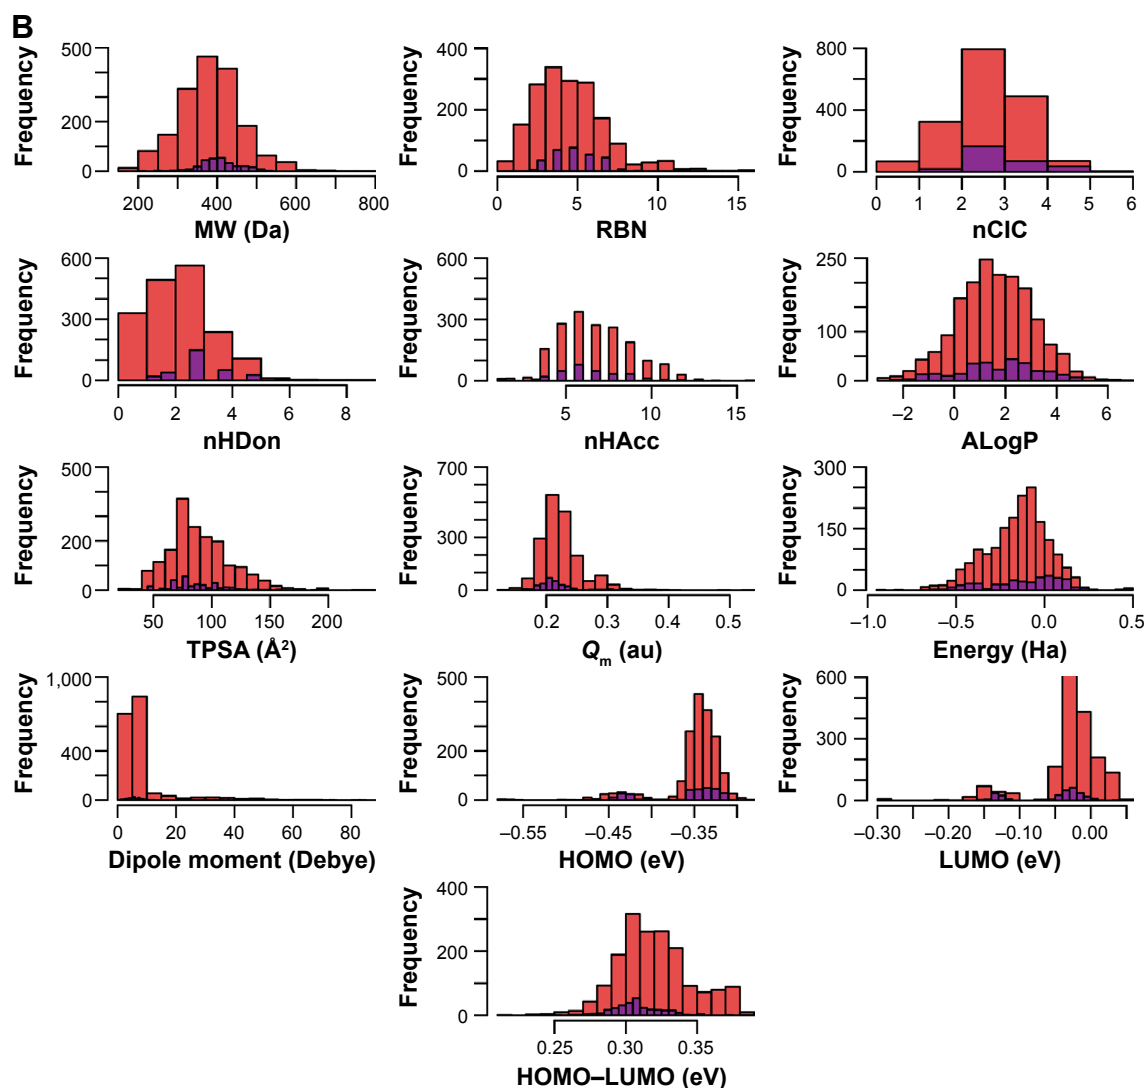 B
Frequency
500
200
0
200 400 600 800
MW (Da)
Frequency
400
200
0
0 5 10 15
RBN
Frequency
800
400
0
0 1 2 3 4 5 6
nCIC
Frequency
600
300
0
0 2 4 6 8
nHDon
Frequency
600
300
0
5 10 15
nHAcc
Frequency
250
100
0
−2 0 2 4 6
ALogP
Frequency
500
200
0
50 100 150 200
TPSA (Å²)
Frequency
700
300
0
0.2 0.3 0.4 0.5
Qm (au)
Frequency
300
150
0
−1.0 −0.5 0.0 0.5
Energy (Ha)
Frequency
1,000
400
0
0 20 40 60 80
Dipole moment (Debye)
Frequency
500
200
0
−0.55 −0.45 −0.35
HOMO (eV)
Frequency
600
300
0
−0.30 −0.20 −0.10 0.00
LUMO (eV)
Frequency
400
200
0
0.25 0.30 0.35
HOMO–LUMO (eV)